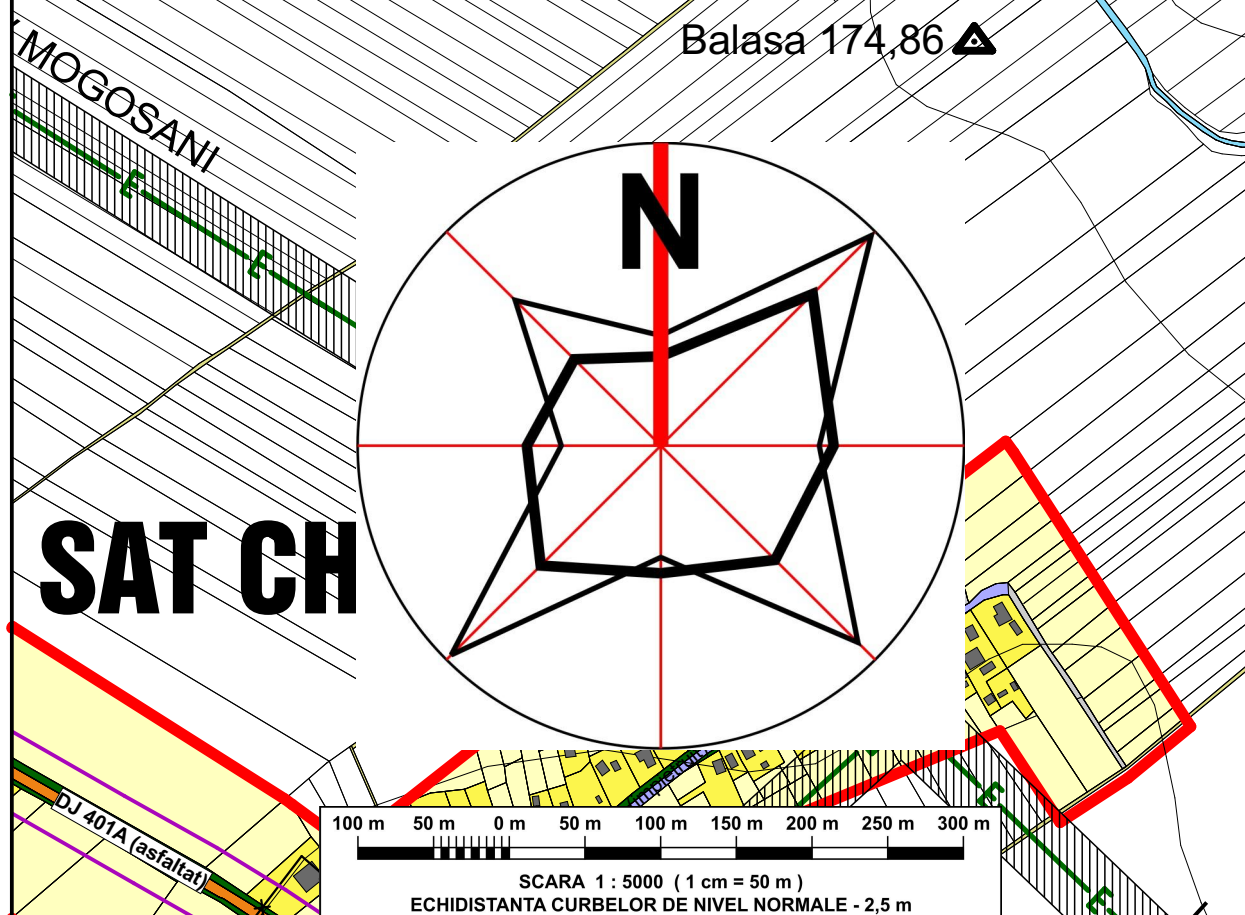 Balasa 174,86
MOGOSANI
E
E
N
SAT CH
DJ 401A (asfaltat)
E
E
100 m 50 m 0 m 50 m 100 m 150 m 200 m 250 m 300 m
SCARA 1 : 5000 ( 1 cm = 50 m )
ECHIDISTANTA CURBELOR DE NIVEL NORMALE - 2,5 m